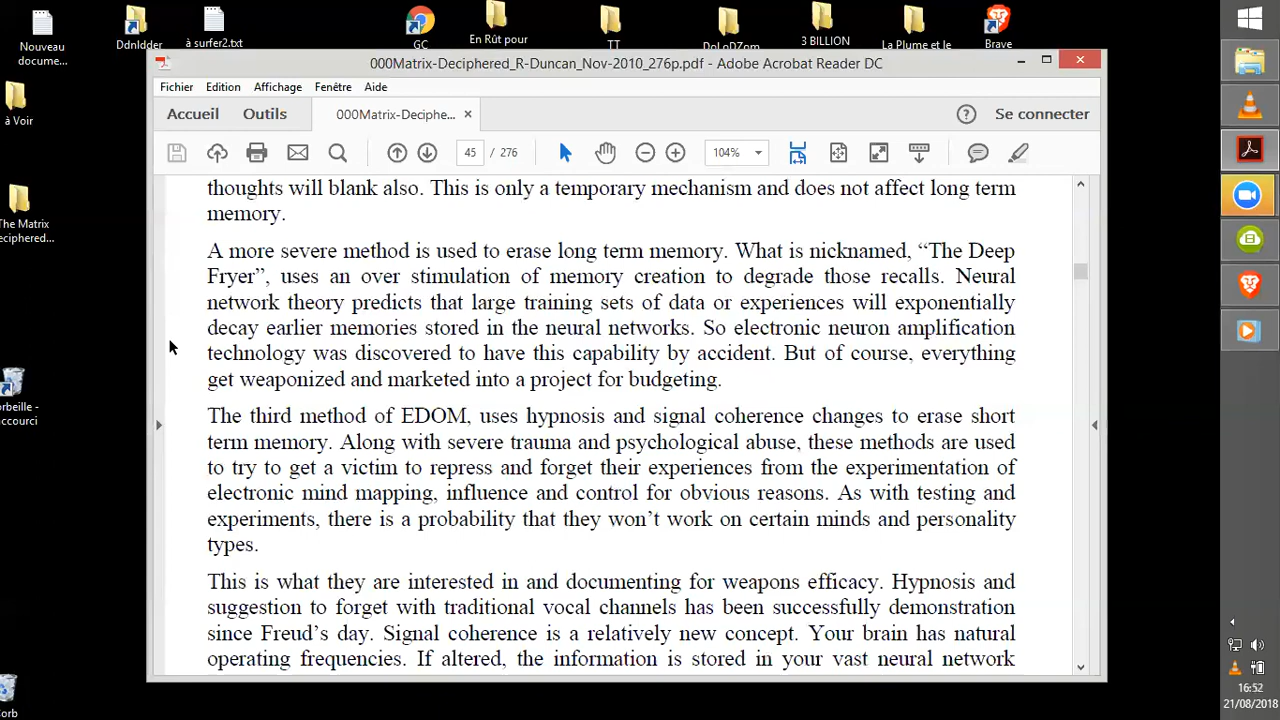 Nouveau
docume...
DdnIdder
à surfer2.txt
GC
En Rût pour
TT
DoLoDZom
3 BILLION
La Plume et le
Brave
à Voir
The Matrix
Deciphered...
orbeille -
accourci
Corb
000Matrix-Deciphered_R-Duncan_Nov-2010_276p.pdf - Adobe Acrobat Reader DC
Fichier Edition Affichage Fenêtre Aide
Accueil Outils 000Matrix-Deciphe... × ? Se connecter
45 / 276 104%
thoughts will blank also. This is only a temporary mechanism and does not affect long term
memory.
A more severe method is used to erase long term memory. What is nicknamed, “The Deep
Fryer”, uses an over stimulation of memory creation to degrade those recalls. Neural
network theory predicts that large training sets of data or experiences will exponentially
decay earlier memories stored in the neural networks. So electronic neuron amplification
technology was discovered to have this capability by accident. But of course, everything
get weaponized and marketed into a project for budgeting.
The third method of EDOM, uses hypnosis and signal coherence changes to erase short
term memory. Along with severe trauma and psychological abuse, these methods are used
to try to get a victim to repress and forget their experiences from the experimentation of
electronic mind mapping, influence and control for obvious reasons. As with testing and
experiments, there is a probability that they won’t work on certain minds and personality
types.
This is what they are interested in and documenting for weapons efficacy. Hypnosis and
suggestion to forget with traditional vocal channels has been successfully demonstration
since Freud’s day. Signal coherence is a relatively new concept. Your brain has natural
operating frequencies. If altered, the information is stored in your vast neural network
16:52
21/08/2018